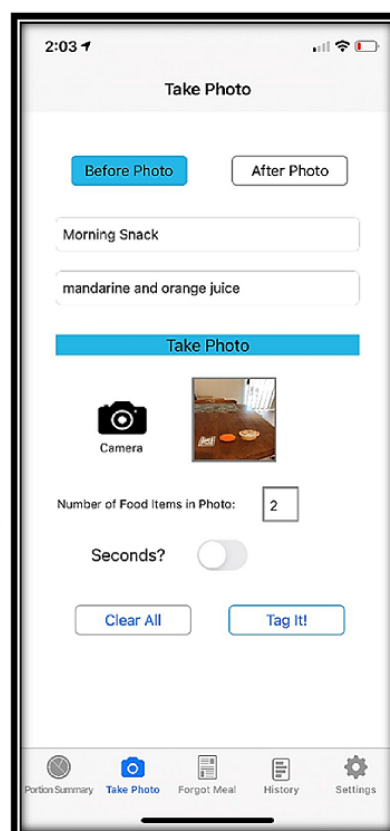 2:03
Take Photo
Before Photo After Photo
Morning Snack
mandarine and orange juice
Take Photo
Camera
Number of Food Items in Photo: 2
Seconds?
Clear All Tag It!
Portion Summary Take Photo Forgot Meal History Settings